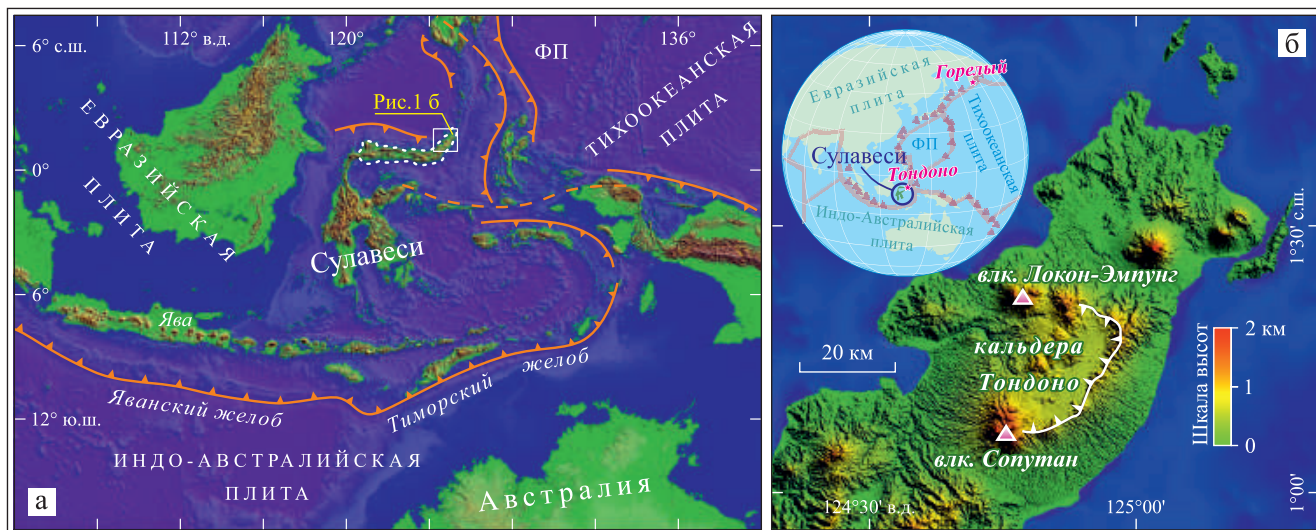 6° с.ш.
112° в.д.
120°
ФП
136°
Рис.1 б
ЕВРАЗИЙСКАЯ
ПЛИТА
ТИХООКЕАНСКАЯ
ПЛИТА
0°
Сулавеси
6°
Ява
Яванский желоб
Тиморский желоб
12° ю.ш.
ИНДО-АВСТРАЛИЙСКАЯ
ПЛИТА
Австралия
а
б
Евразийская
плита
Горелый
Тихоокеанская
плита
ФП
Сулавеси
Тондоно
Индо-Австралийская
плита
1°30' с.ш.
влк. Локон-Эмпунг
20 км
кальдера
Тондоно
влк. Сопутан
Шкала высот
2 км
1
0
124°30' в.д.
125°00'
1°00'